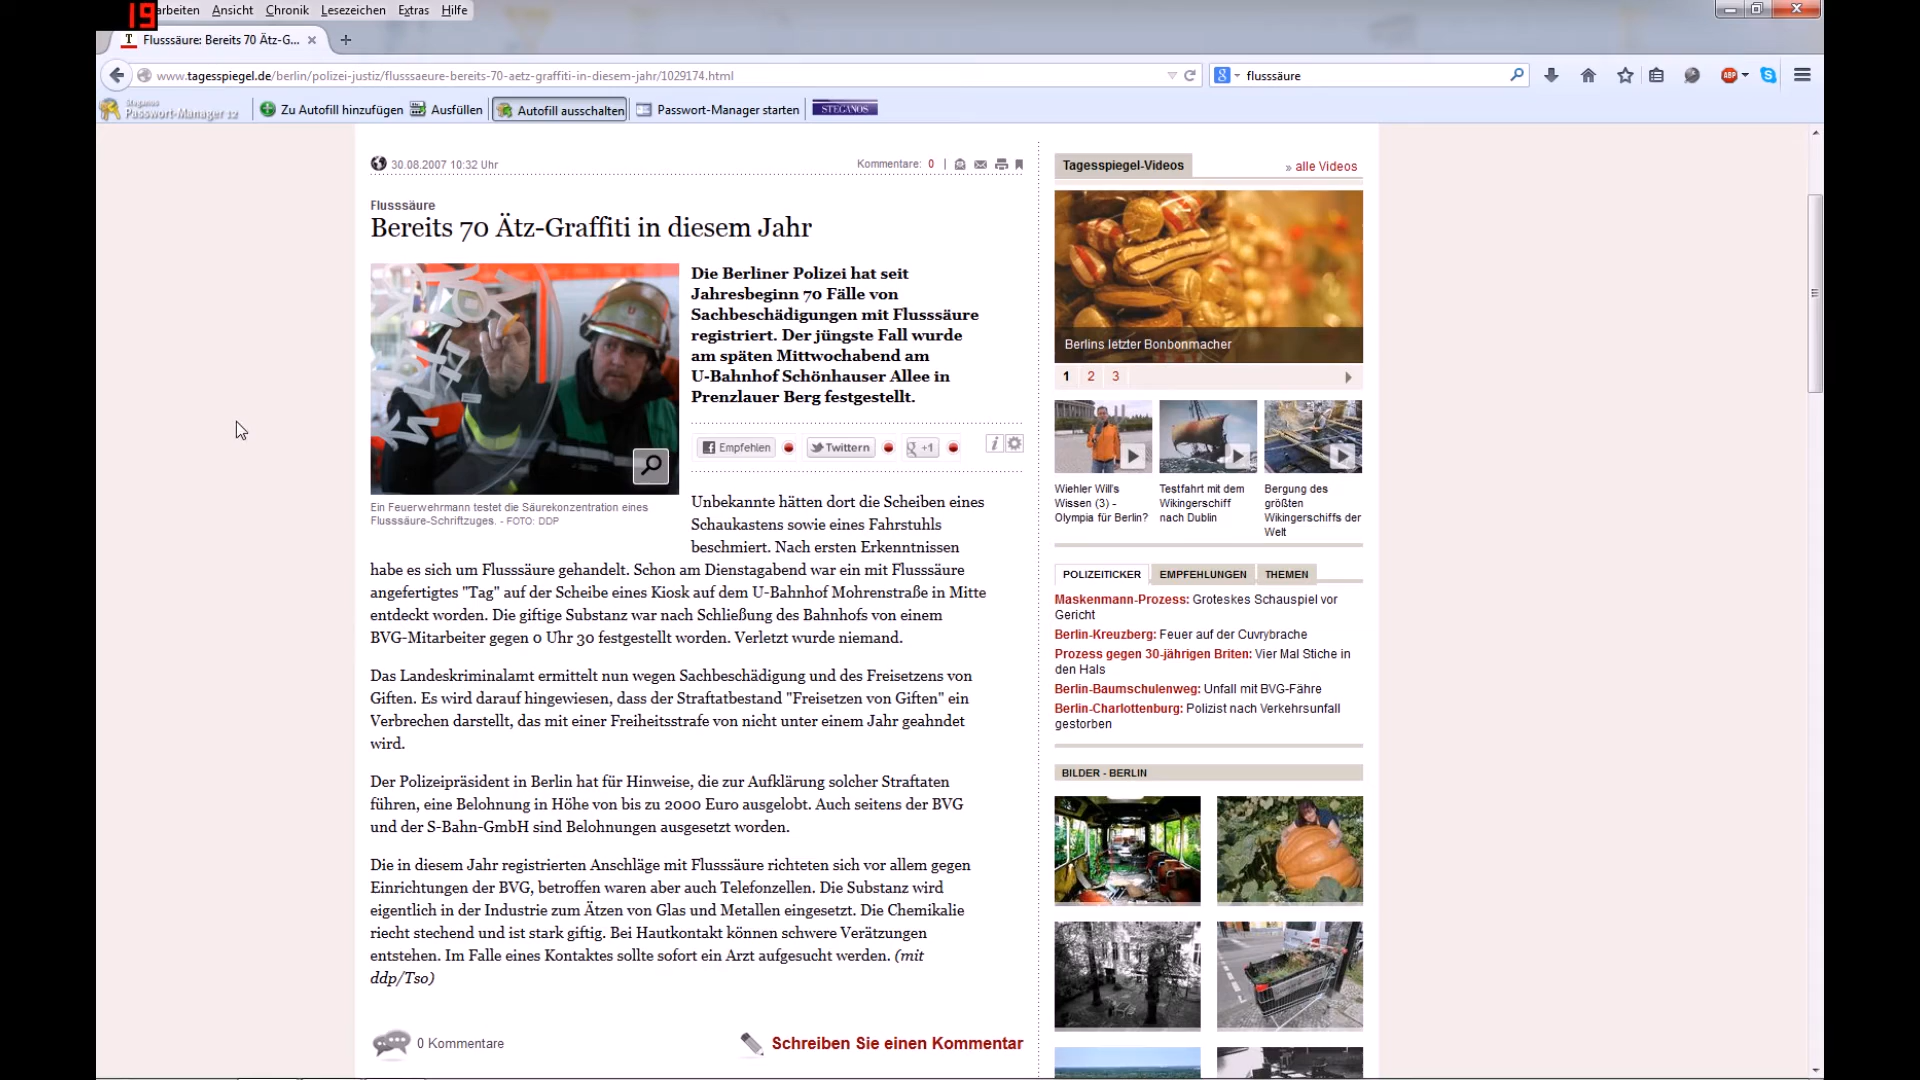 19
arbeiten Ansicht Chronik Lesezeichen Extras Hilfe
Flusssäure: Bereits 70 Ätz-G...
www.tagesspiegel.de/berlin/polizei-justiz/flusssaeure-bereits-70-aetz-graffiti-in-diesem-jahr/1029174.html
flusssäure
ABP
Steganos
Passwort-Manager 12
Zu Autofill hinzufügen
Ausfüllen
Autofill ausschalten
Passwort-Manager starten
STEGANOS
30.08.2007 10:32 Uhr
Kommentare: 0
Flusssäure
Bereits 70 Ätz-Graffiti in diesem Jahr
Die Berliner Polizei hat seit
Jahresbeginn 70 Fälle von
Sachbeschädigungen mit Flusssäure
registriert. Der jüngste Fall wurde
am späten Mittwochabend am
U-Bahnhof Schönhauser Allee in
Prenzlauer Berg festgestellt.
Empfehlen
Twittern
+1
Ein Feuerwehrmann testet die Säurekonzentration eines
Flusssäure-Schriftzuges. - FOTO: DDP
Unbekannte hätten dort die Scheiben eines
Schaukastens sowie eines Fahrstuhls
beschmiert. Nach ersten Erkenntnissen
habe es sich um Flusssäure gehandelt. Schon am Dienstagabend war ein mit Flusssäure
angefertigtes "Tag" auf der Scheibe eines Kiosk auf dem U-Bahnhof Mohrenstraße in Mitte
entdeckt worden. Die giftige Substanz war nach Schließung des Bahnhofs von einem
BVG-Mitarbeiter gegen 0 Uhr 30 festgestellt worden. Verletzt wurde niemand.
Das Landeskriminalamt ermittelt nun wegen Sachbeschädigung und des Freisetzens von
Giften. Es wird darauf hingewiesen, dass der Straftatbestand "Freisetzen von Giften" ein
Verbrechen darstellt, das mit einer Freiheitsstrafe von nicht unter einem Jahr geahndet
wird.
Der Polizeipräsident in Berlin hat für Hinweise, die zur Aufklärung solcher Straftaten
führen, eine Belohnung in Höhe von bis zu 2000 Euro ausgelobt. Auch seitens der BVG
und der S-Bahn-GmbH sind Belohnungen ausgesetzt worden.
Die in diesem Jahr registrierten Anschläge mit Flusssäure richteten sich vor allem gegen
Einrichtungen der BVG, betroffen waren aber auch Telefonzellen. Die Substanz wird
eigentlich in der Industrie zum Ätzen von Glas und Metallen eingesetzt. Die Chemikalie
riecht stechend und ist stark giftig. Bei Hautkontakt können schwere Verätzungen
entstehen. Im Falle eines Kontaktes sollte sofort ein Arzt aufgesucht werden. (mit
ddp/Tso)
0 Kommentare
Schreiben Sie einen Kommentar
Tagesspiegel-Videos
» alle Videos
Berlins letzter Bonbonmacher
1 2 3
Wiehler Will's
Wissen (3) -
Olympia für Berlin?
Testfahrt mit dem
Wikingerschiff
nach Dublin
Bergung des
größten
Wikingerschiffs der
Welt
POLIZEITICKER
EMPFEHLUNGEN
THEMEN
Maskenmann-Prozess: Groteskes Schauspiel vor
Gericht
Berlin-Kreuzberg: Feuer auf der Cuvrybrache
Prozess gegen 30-jährigen Briten: Vier Mal Stiche in
den Hals
Berlin-Baumschulenweg: Unfall mit BVG-Fähre
Berlin-Charlottenburg: Polizist nach Verkehrsunfall
gestorben
BILDER - BERLIN